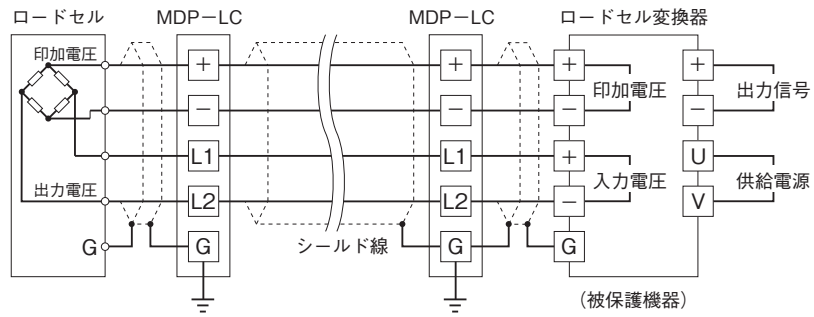 ロードセル MDP−LC MDP−LC ロードセル変換器
印加電圧 + + + +
印加電圧 出力信号
− − − −
L1 L1 + U
入力電圧 供給電源
出力電圧 L2 L2 − V
G G シールド線 G G
(被保護機器)